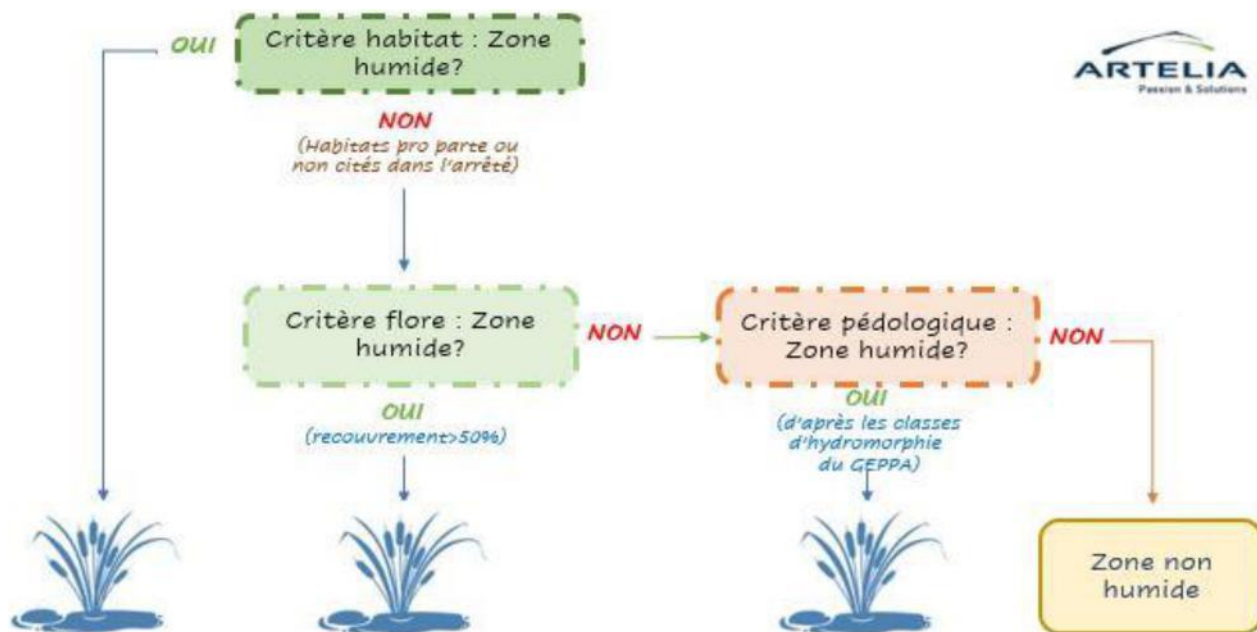 OUI
Critère habitat : Zone
humide?
ARTELIA
Passion & Solutions
NON
(Habitats pro parte ou
non cités dans l'arrêté)
Critère flore : Zone
humide?
NON
Critère pédologique :
Zone humide?
NON
OUI
(recouvrement>50%)
OUI
(d'après les classes
d'hydromorphie
du GEPPA)
Zone non
humide